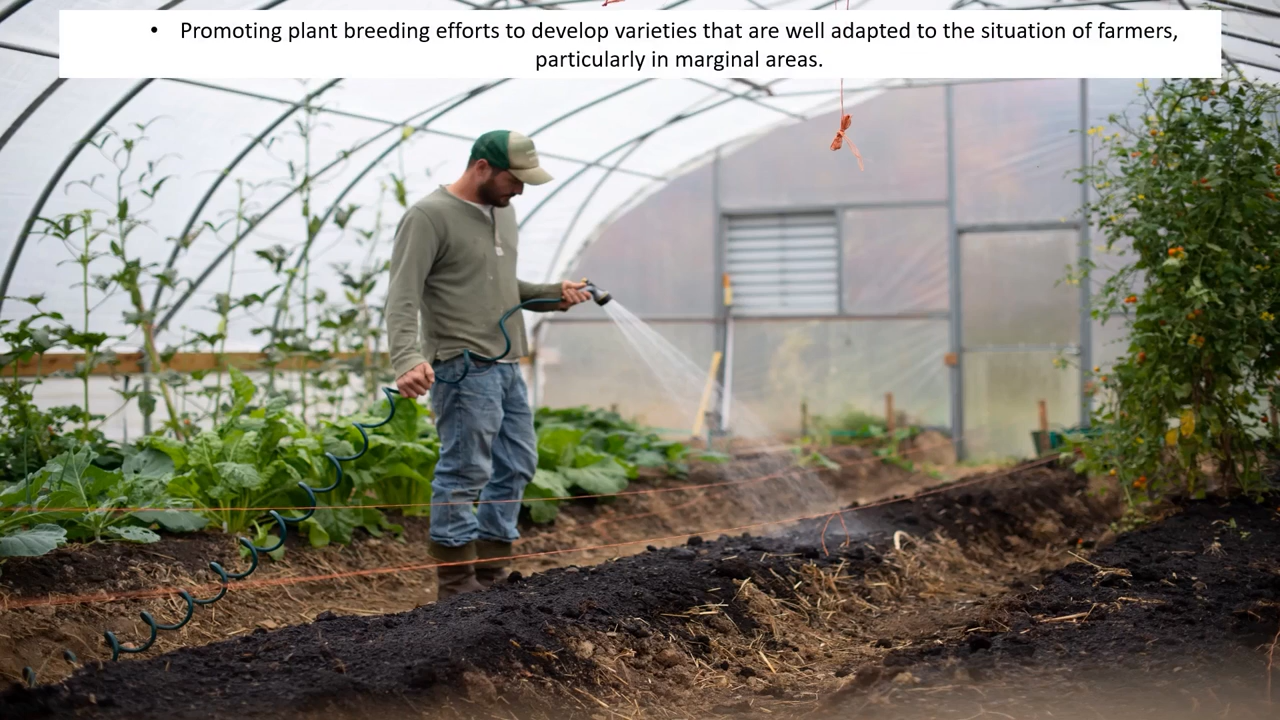 • Promoting plant breeding efforts to develop varieties that are well adapted to the situation of farmers,
particularly in marginal areas.